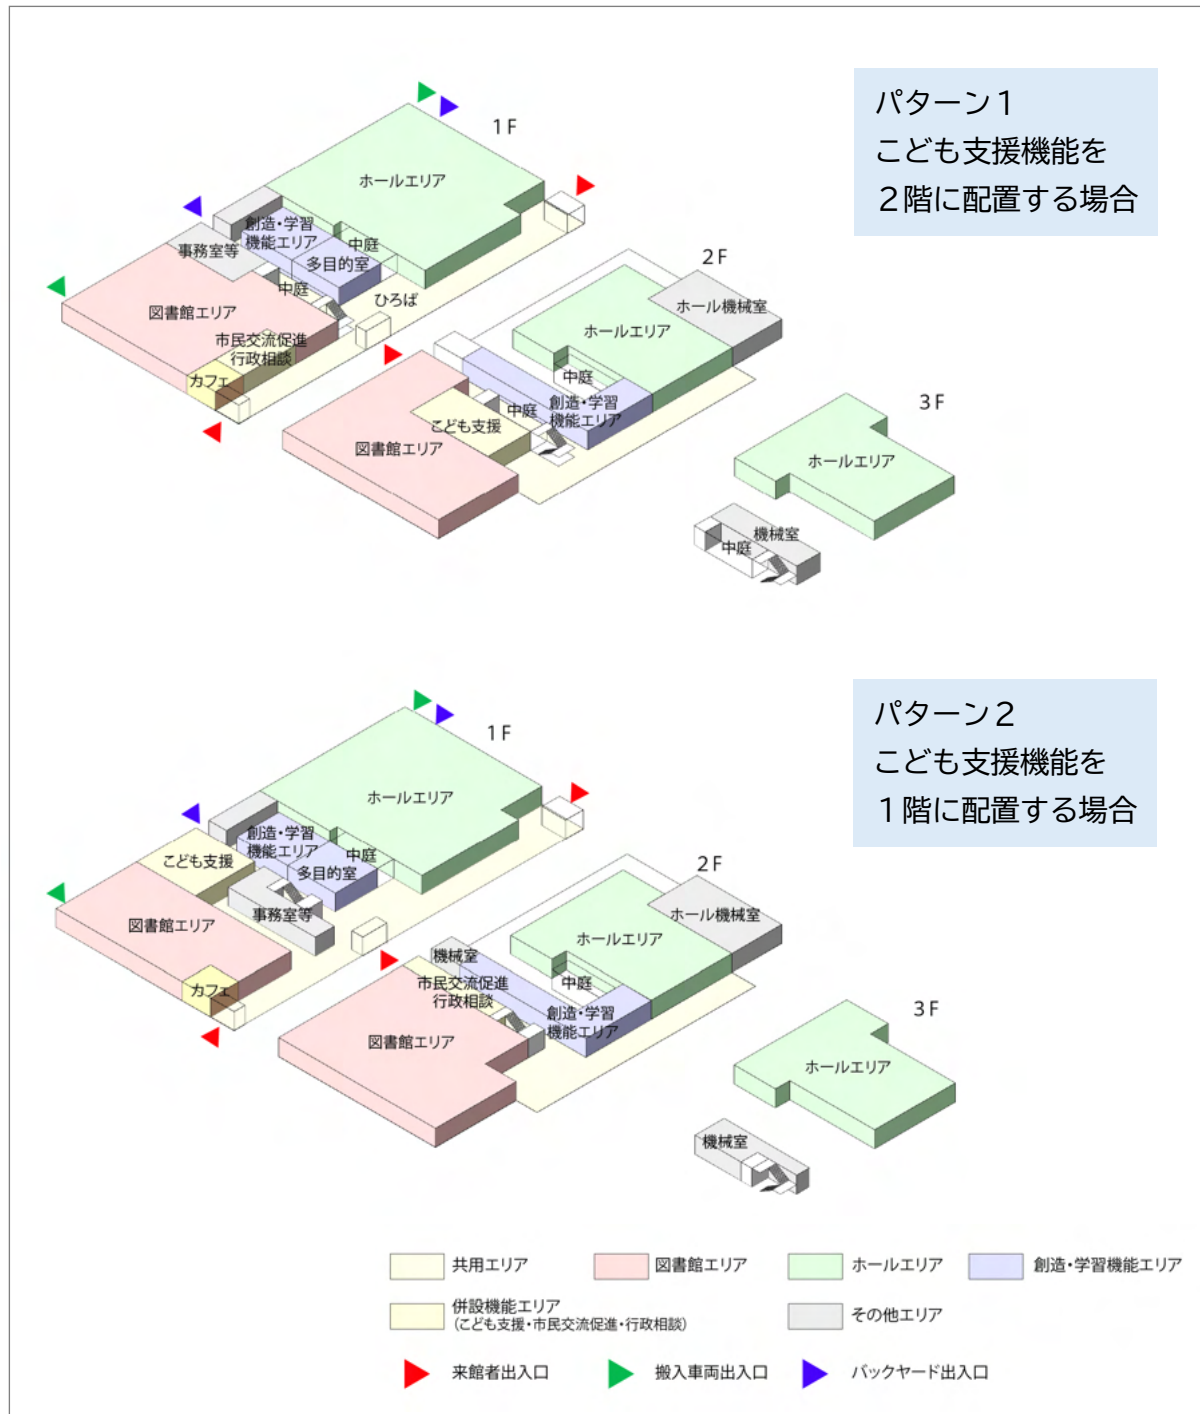 パターン1
こども支援機能を
2階に配置する場合
1F
ホールエリア
創造・学習
機能エリア
中庭
多目的室
事務室等
中庭
ひろば
図書館エリア
市民交流促進
行政相談
カフェ
2F
ホール機械室
ホールエリア
中庭
創造・学習
機能エリア
中庭
こども支援
図書館エリア
3F
ホールエリア
機械室
中庭
パターン2
こども支援機能を
1階に配置する場合
1F
ホールエリア
創造・学習
機能エリア
中庭
多目的室
こども支援
事務室等
図書館エリア
カフェ
2F
ホール機械室
ホールエリア
機械室
中庭
市民交流促進
行政相談
創造・学習
機能エリア
図書館エリア
3F
ホールエリア
機械室
共用エリア
図書館エリア
ホールエリア
創造・学習機能エリア
併設機能エリア
(こども支援・市民交流促進・行政相談)
その他エリア
来館者出入口
搬入車両出入口
バックヤード出入口